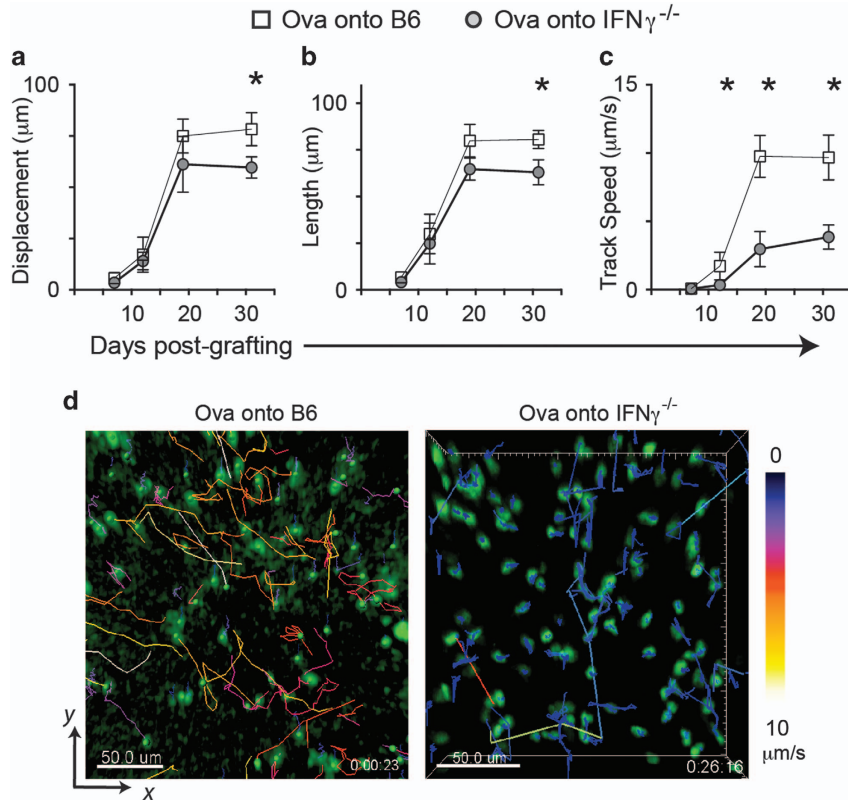 Ova onto B6 Ova onto IFNγ-/-
a b c
100
0
Displacement (μm)
10 20 30
100
0
Length (μm)
10 20 30
15
0
Track Speed (μm/s)
10 20 30
* * * * *
Days post-grafting
d
Ova onto B6 Ova onto IFNγ-/-
50.0 um 0:00:23
50.0 um 0:26:16
y
x
0
10
μm/s